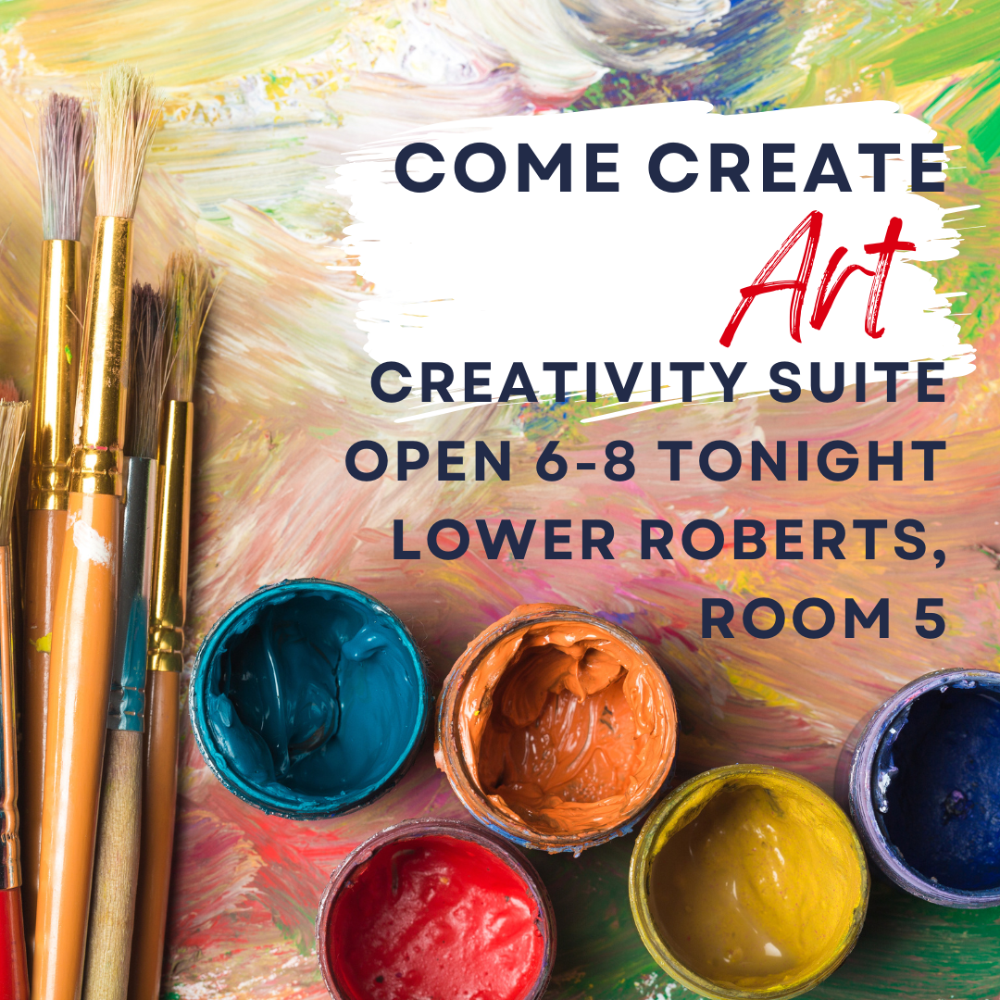 COME CREATE
Art
CREATIVITY SUITE
OPEN 6-8 TONIGHT
LOWER ROBERTS,
ROOM 5